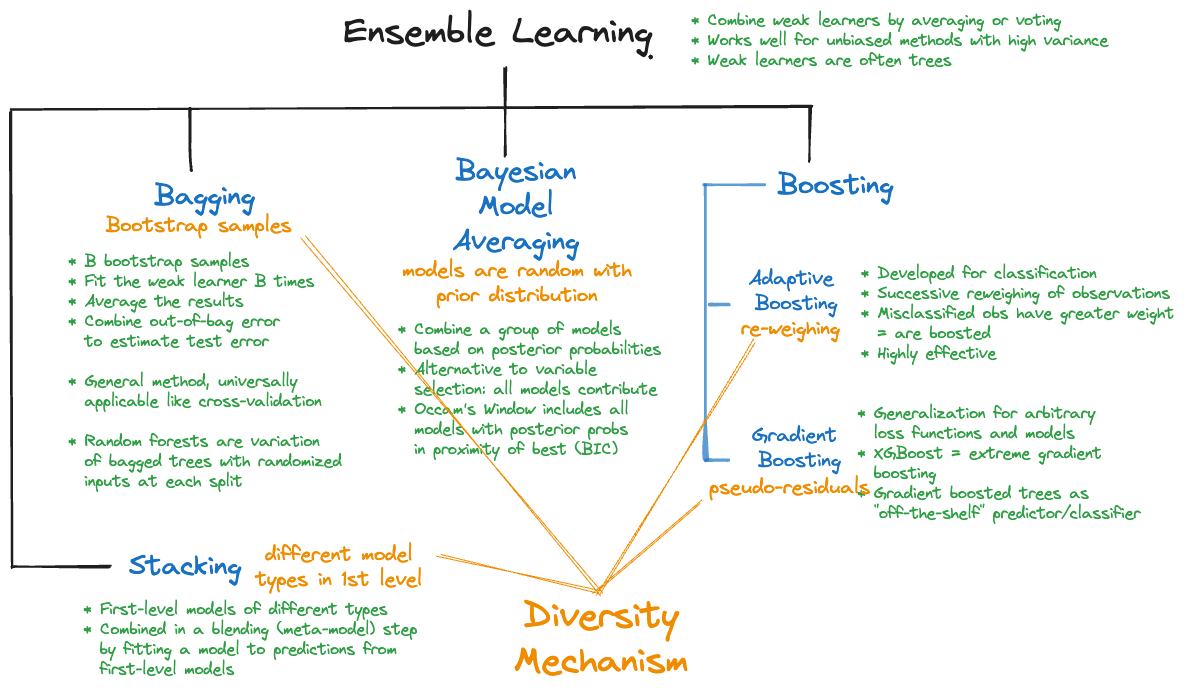 Ensemble Learning
* Combine weak learners by averaging or voting
* Works well for unbiased methods with high variance
* Weak learners are often trees
Bagging
Bootstrap samples
* B bootstrap samples
* Fit the weak learner B times
* Average the results
* Combine out-of-bag error
to estimate test error
* General method, universally
applicable like cross-validation
* Random forests are variation
of bagged trees with randomized
inputs at each split
Bayesian
Model
Averaging
models are random with
prior distribution
* Combine a group of models
based on posterior probabilities
* Alternative to variable
selection; all models contribute
* Occam's Window includes all
models with posterior probs
in proximity of best (BIC)
Boosting
Adaptive
Boosting
re-weighing
* Developed for classification
* Successive reweighing of observations
* Misclassified obs have greater weight
= are boosted
* Highly effective
Gradient
Boosting
pseudo-residuals
* Generalization for arbitrary
loss functions and models
* XGBoost = extreme gradient
boosting
* Gradient boosted trees as
"off-the-shelf" predictor/classifier
Stacking
different model
types in 1st level
* First-level models of different types
* Combined in a blending (meta-model) step
by fitting a model to predictions from
first-level models
Diversity
Mechanism